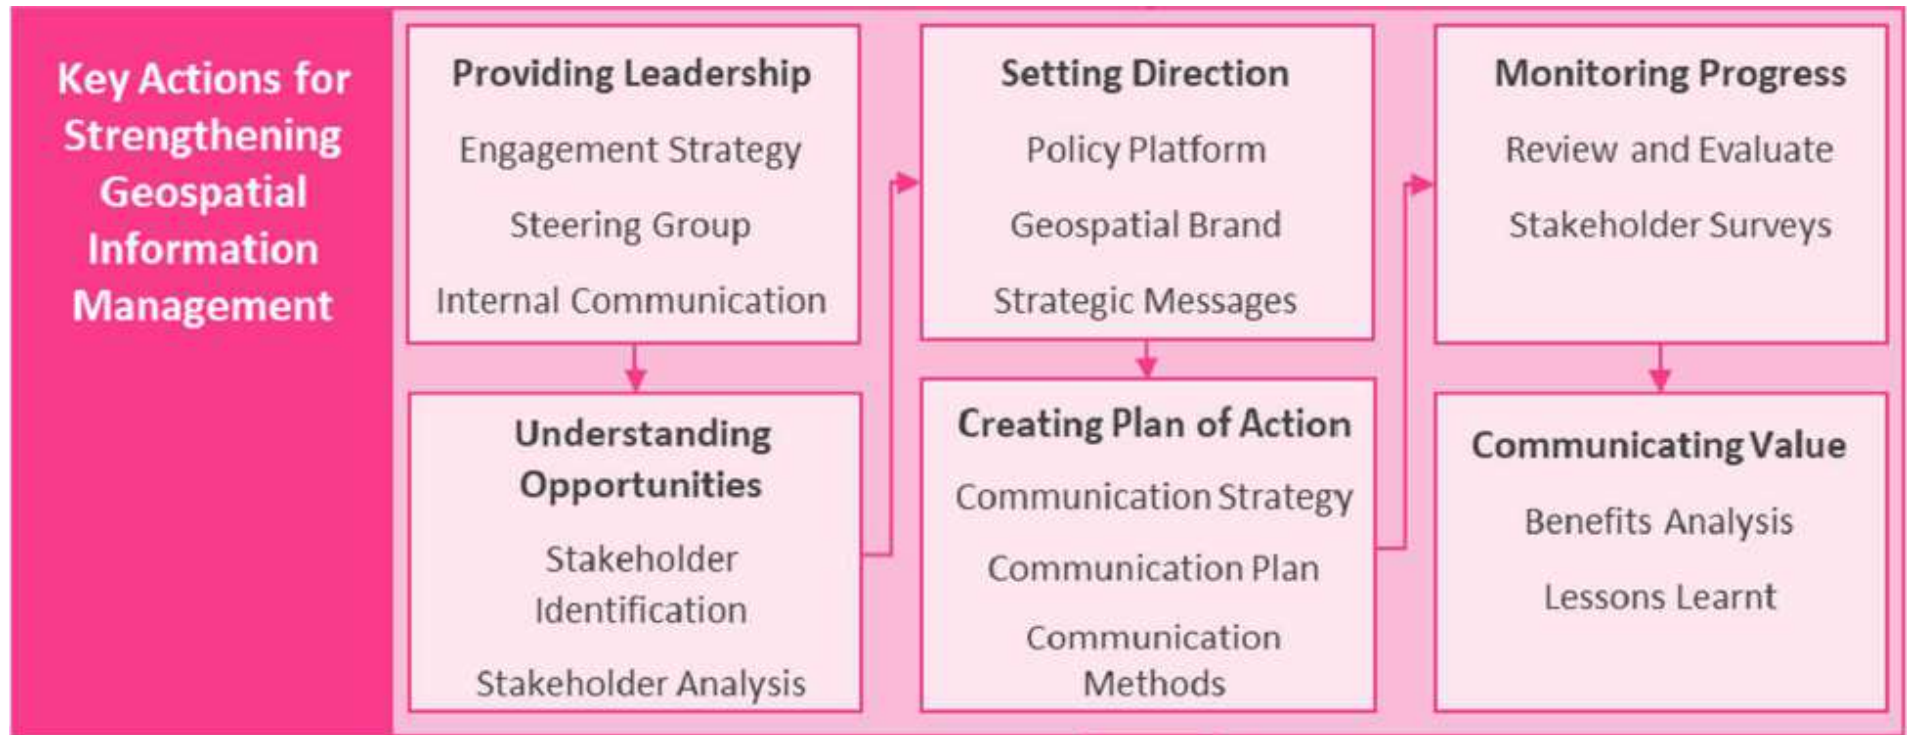 Key Actions for
Strengthening
Geospatial
Information
Management
Providing Leadership
Engagement Strategy
Steering Group
Internal Communication
Understanding
Opportunities
Stakeholder
Identification
Stakeholder Analysis
Setting Direction
Policy Platform
Geospatial Brand
Strategic Messages
Creating Plan of Action
Communication Strategy
Communication Plan
Communication
Methods
Monitoring Progress
Review and Evaluate
Stakeholder Surveys
Communicating Value
Benefits Analysis
Lessons Learnt